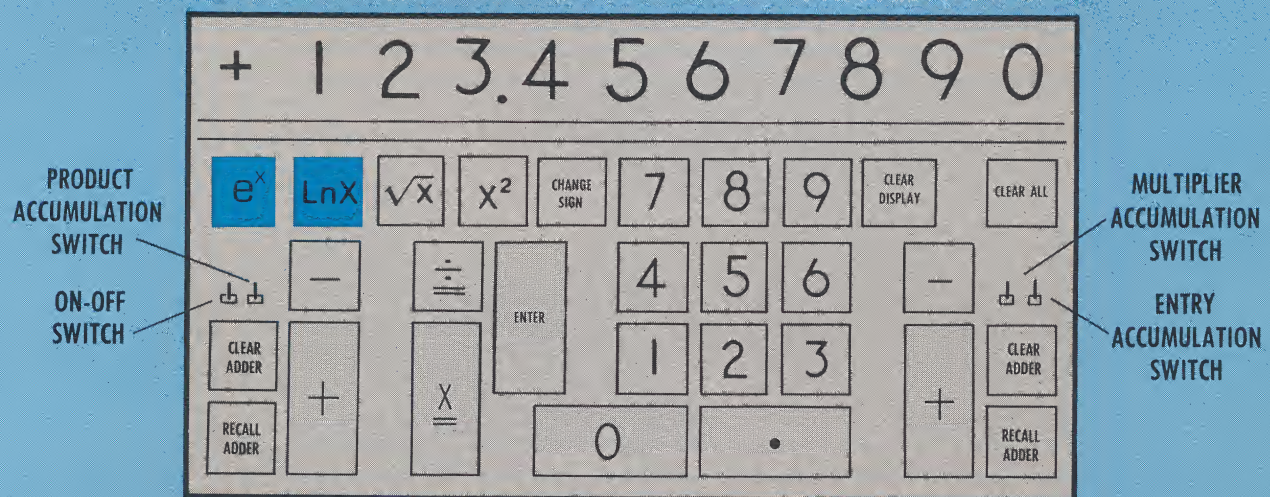 + 1 2 3.4 5 6 7 8 9 0
PRODUCT
ACCUMULATION
SWITCH
ON-OFF
SWITCH
eˣ LnX √x X² CHANGE SIGN 7 8 9 CLEAR DISPLAY CLEAR ALL
− ÷ ENTER 4 5 6 −
CLEAR ADDER + X 1 2 3 + CLEAR ADDER
RECALL ADDER 0 . RECALL ADDER
MULTIPLIER
ACCUMULATION
SWITCH
ENTRY
ACCUMULATION
SWITCH